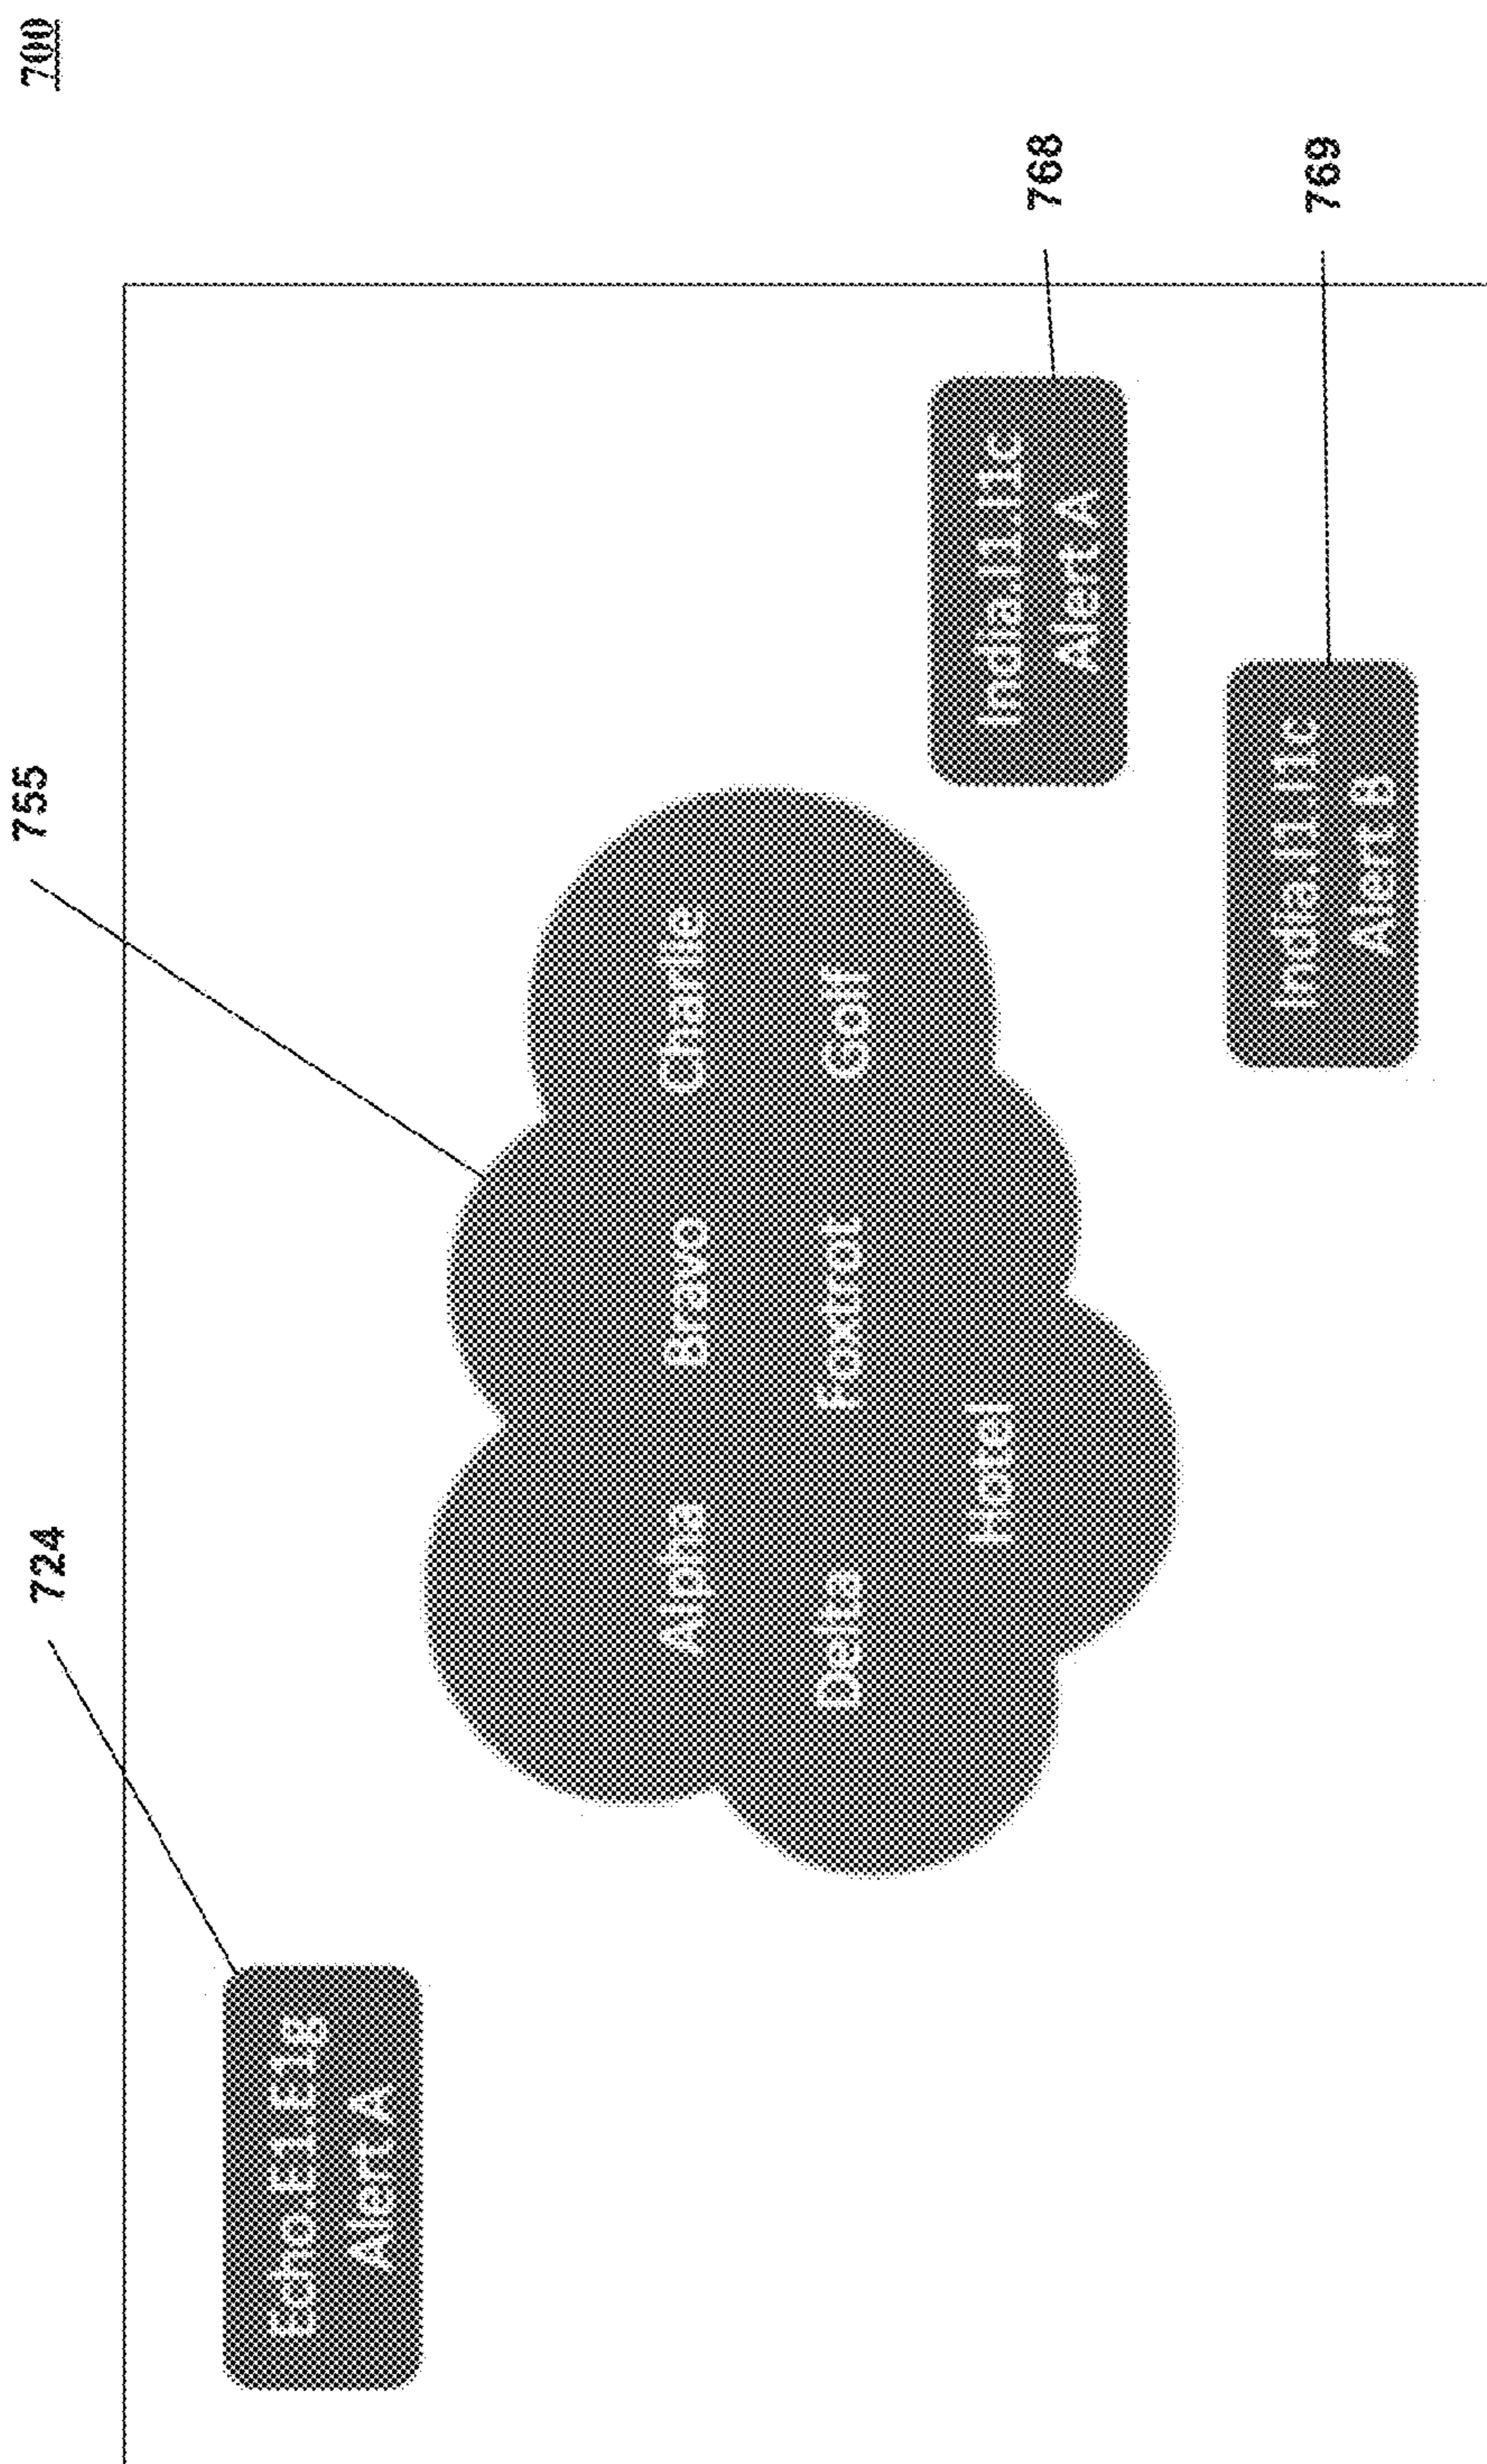 700
724
755
768
769
Echo.E1.E1g
Alert A
Alpha Bravo Charlie
Delta Foxtrot Golf
Hotel
India.I1.I1c
Alert A
India.I1.I1c
Alert B